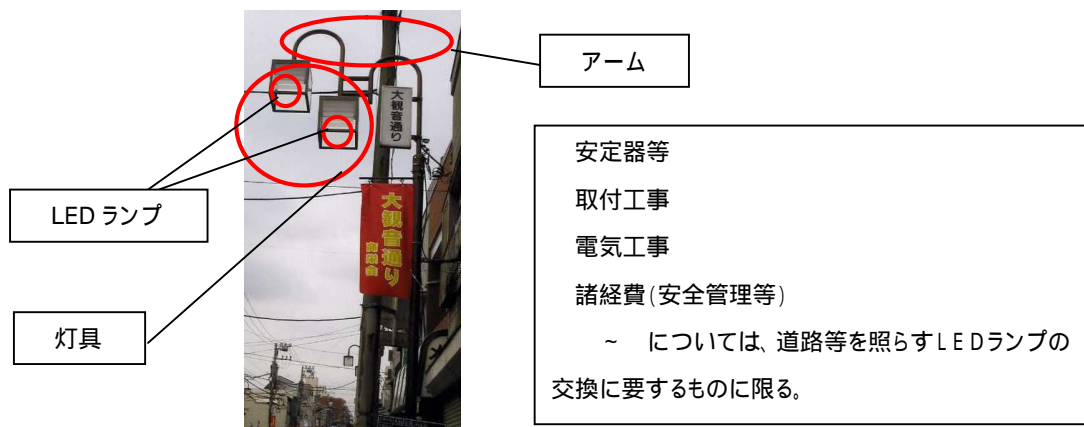 アーム
大観音通り
大観音通り
商栄会
LED ランプ
灯具
安定器等
取付工事
電気工事
諸経費(安全管理等)
~ については、道路等を照らすLEDランプの
交換に要するものに限る。